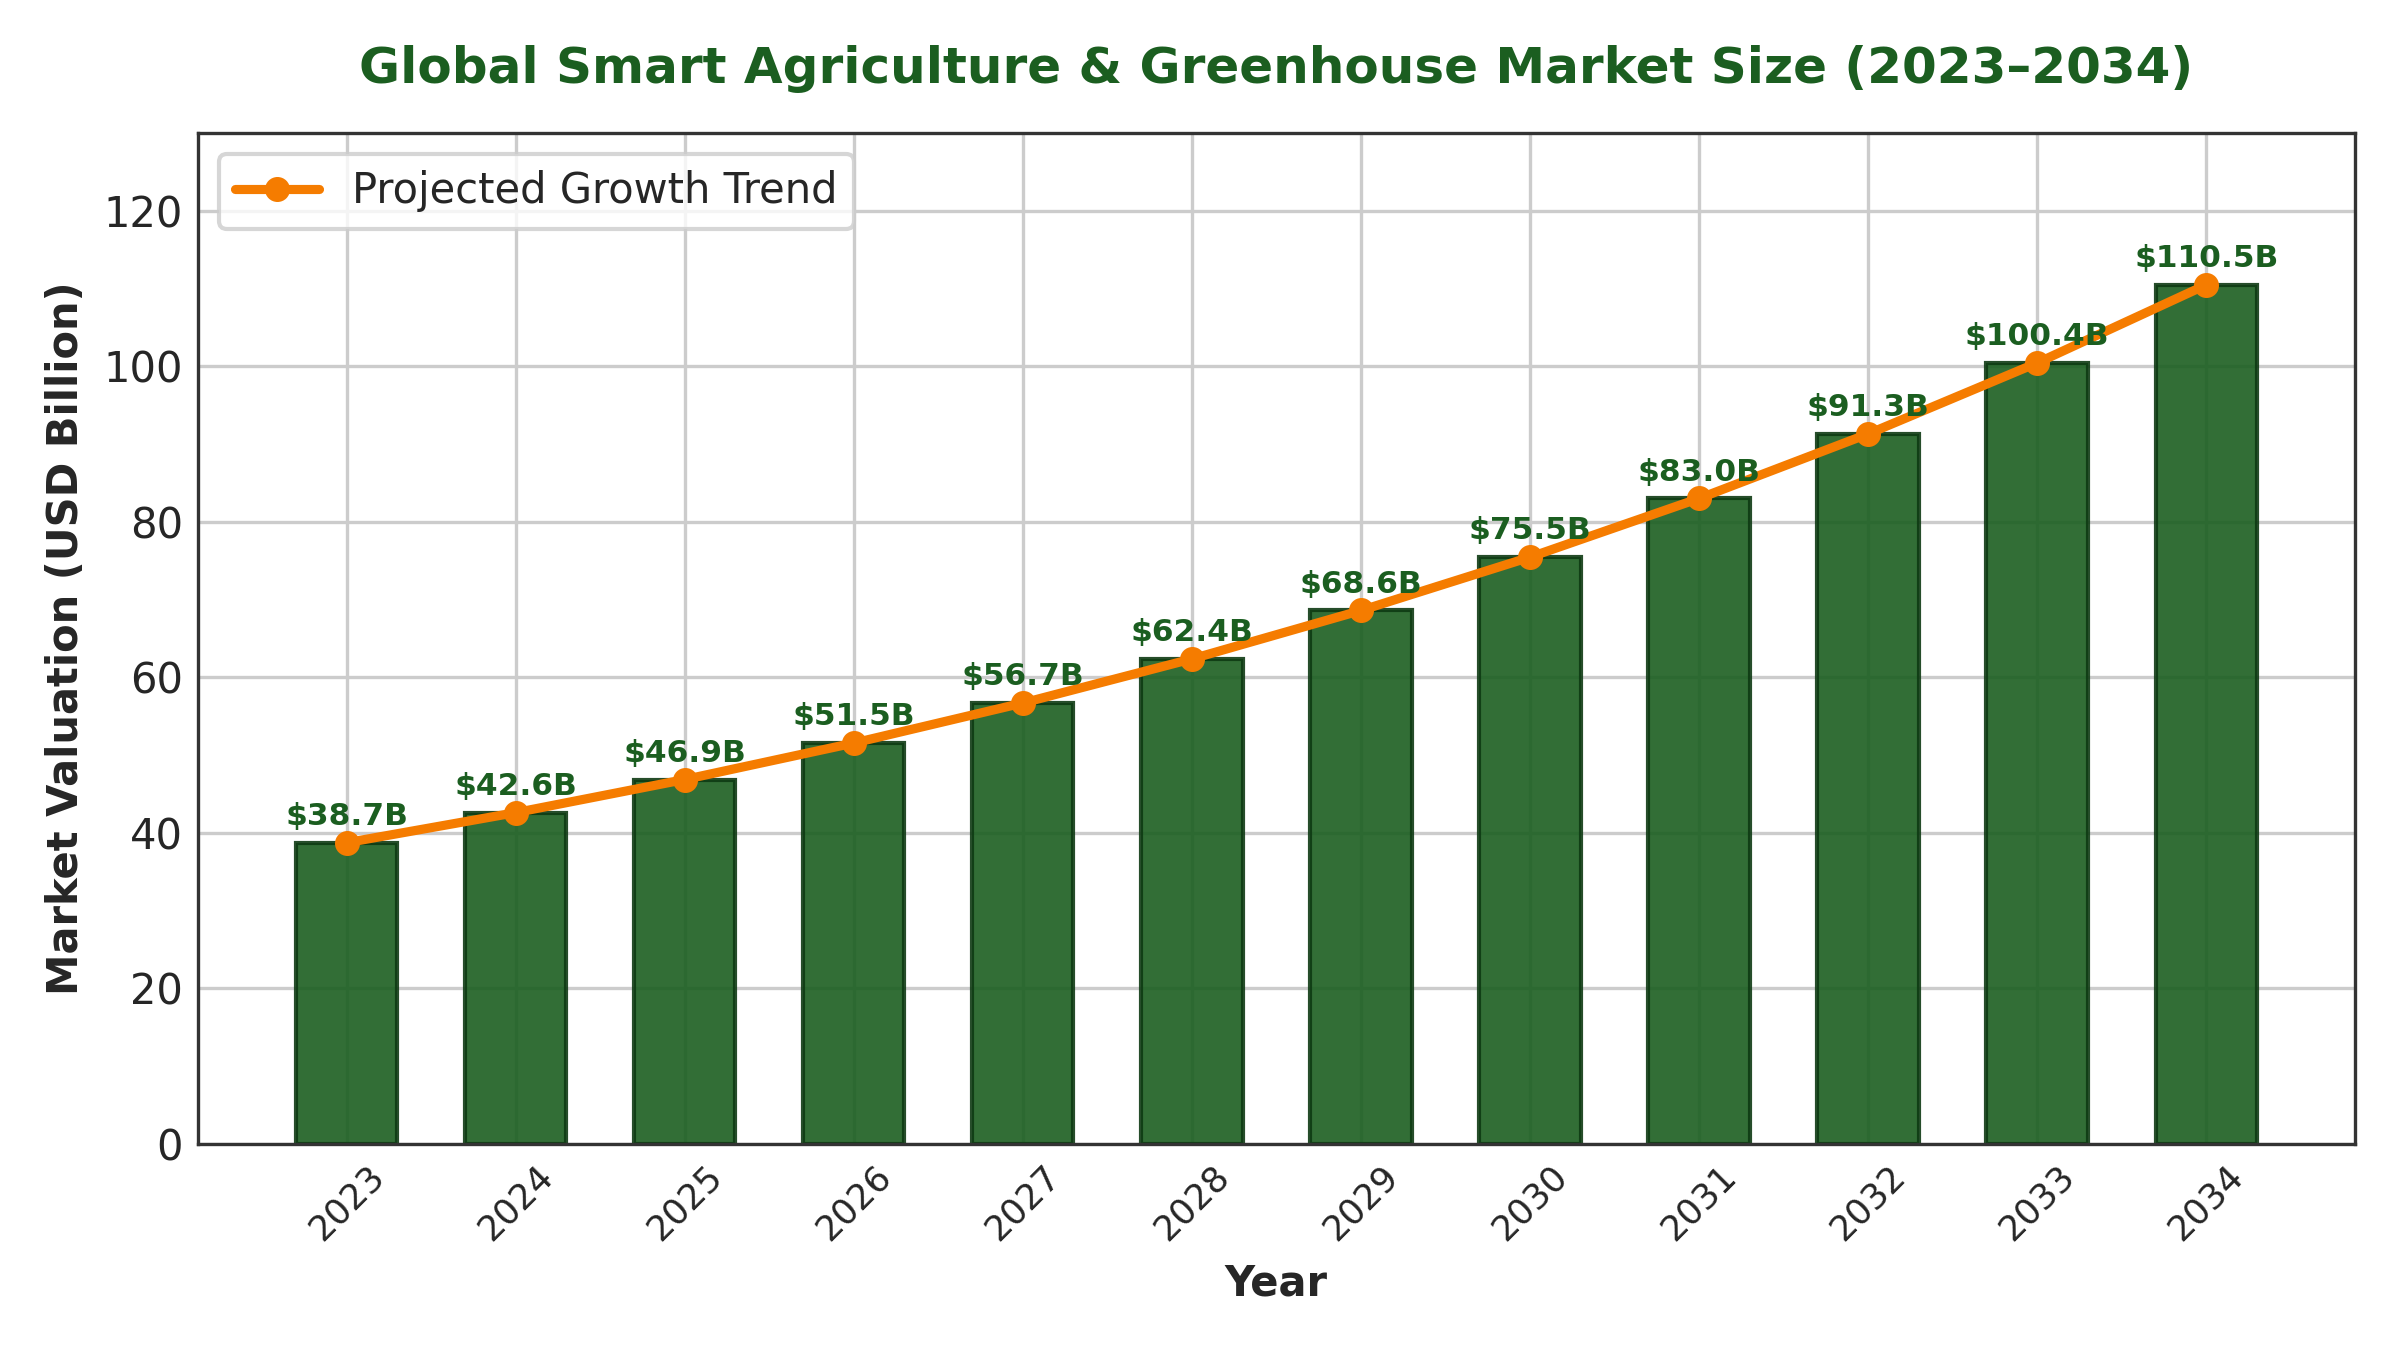 Global Smart Agriculture & Greenhouse Market Size (2023–2034)
Projected Growth Trend
Market Valuation (USD Billion)
120
100
80
60
40
20
0
$38.7B
$42.6B
$46.9B
$51.5B
$56.7B
$62.4B
$68.6B
$75.5B
$83.0B
$91.3B
$100.4B
$110.5B
2023
2024
2025
2026
2027
2028
2029
2030
2031
2032
2033
2034
Year